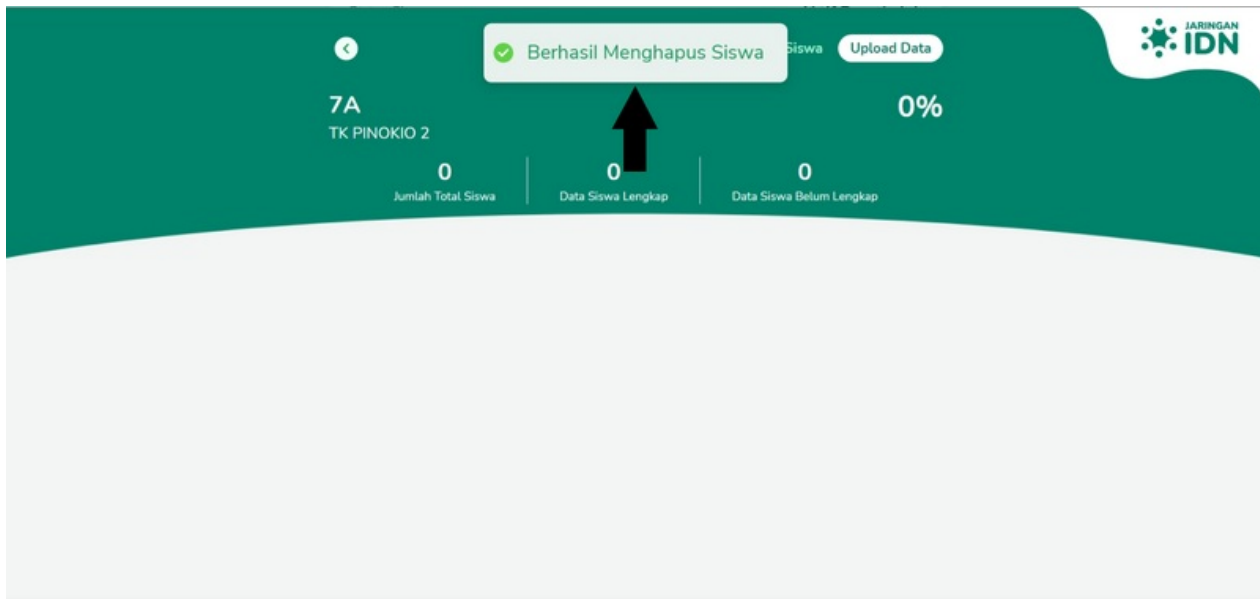 Berhasil Menghapus Siswa
Siswa
Upload Data
JARINGAN
IDN
7A
0%
TK PINOKIO 2
0
0
0
Jumlah Total Siswa
Data Siswa Lengkap
Data Siswa Belum Lengkap